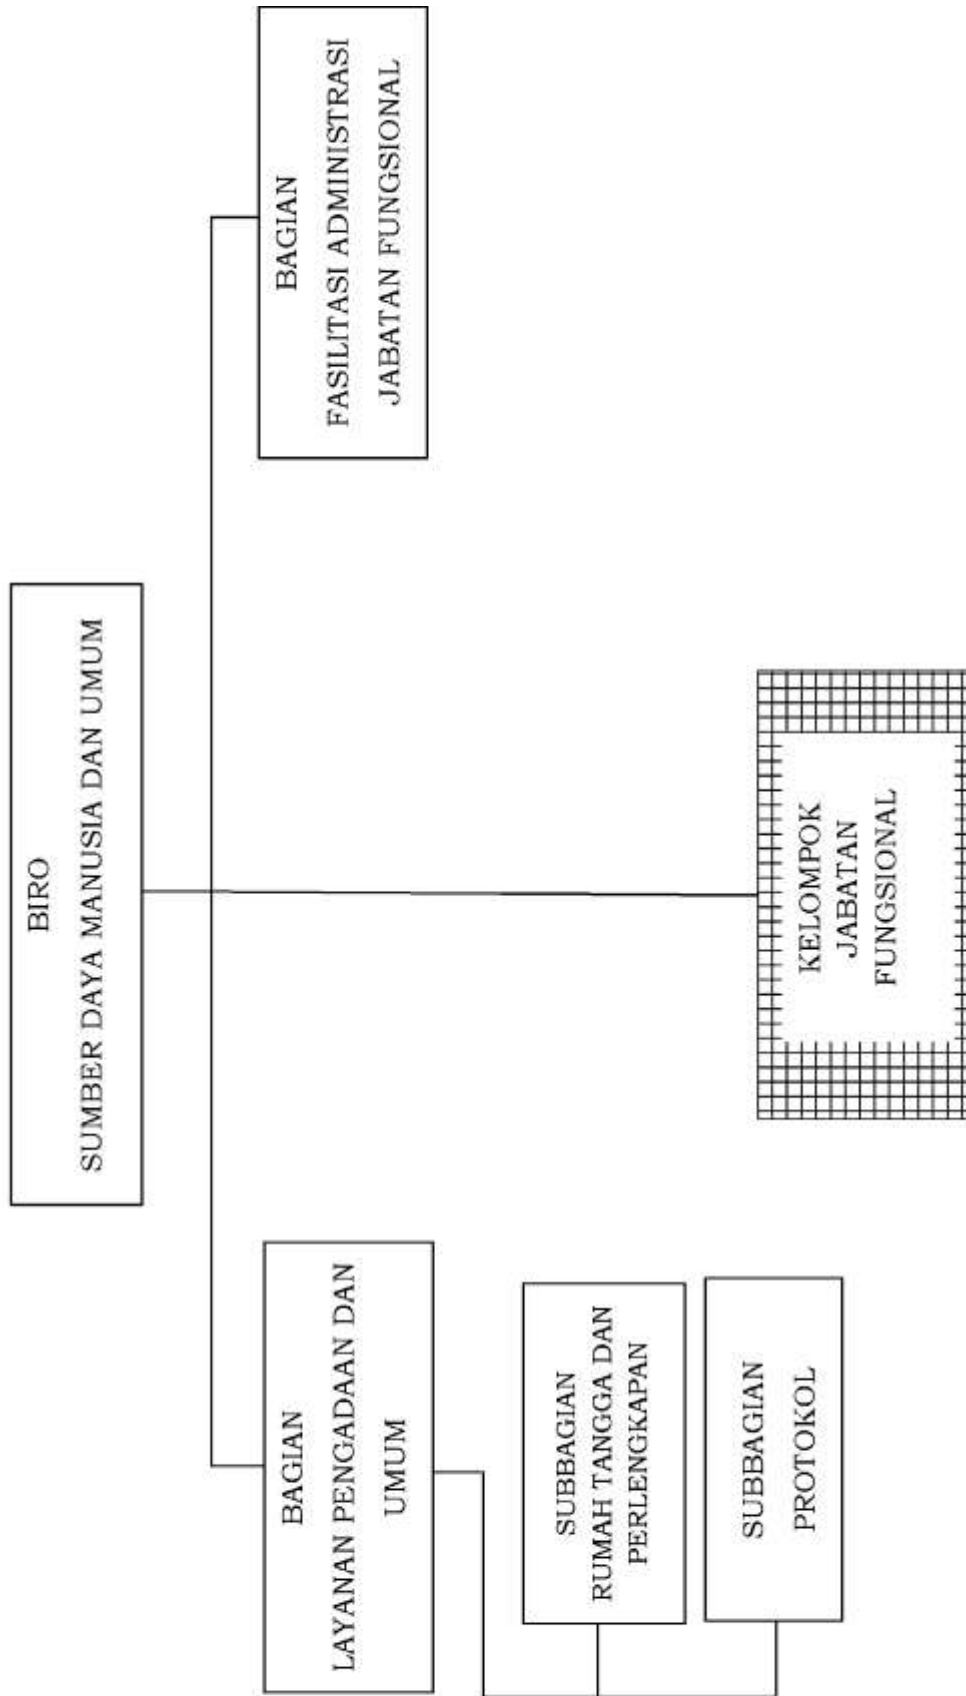 BIRO
SUMBER DAYA MANUSIA DAN UMUM
BAGIAN
LAYANAN PENGADAAN DAN
UMUM
BAGIAN
FASILITASI ADMINISTRASI
JABATAN FUNGSIONAL
SUBBAGIAN
RUMAH TANGGA DAN
PERLENGKAPAN
SUBBAGIAN
PROTOKOL
KELOMPOK
JABATAN
FUNGSIONAL